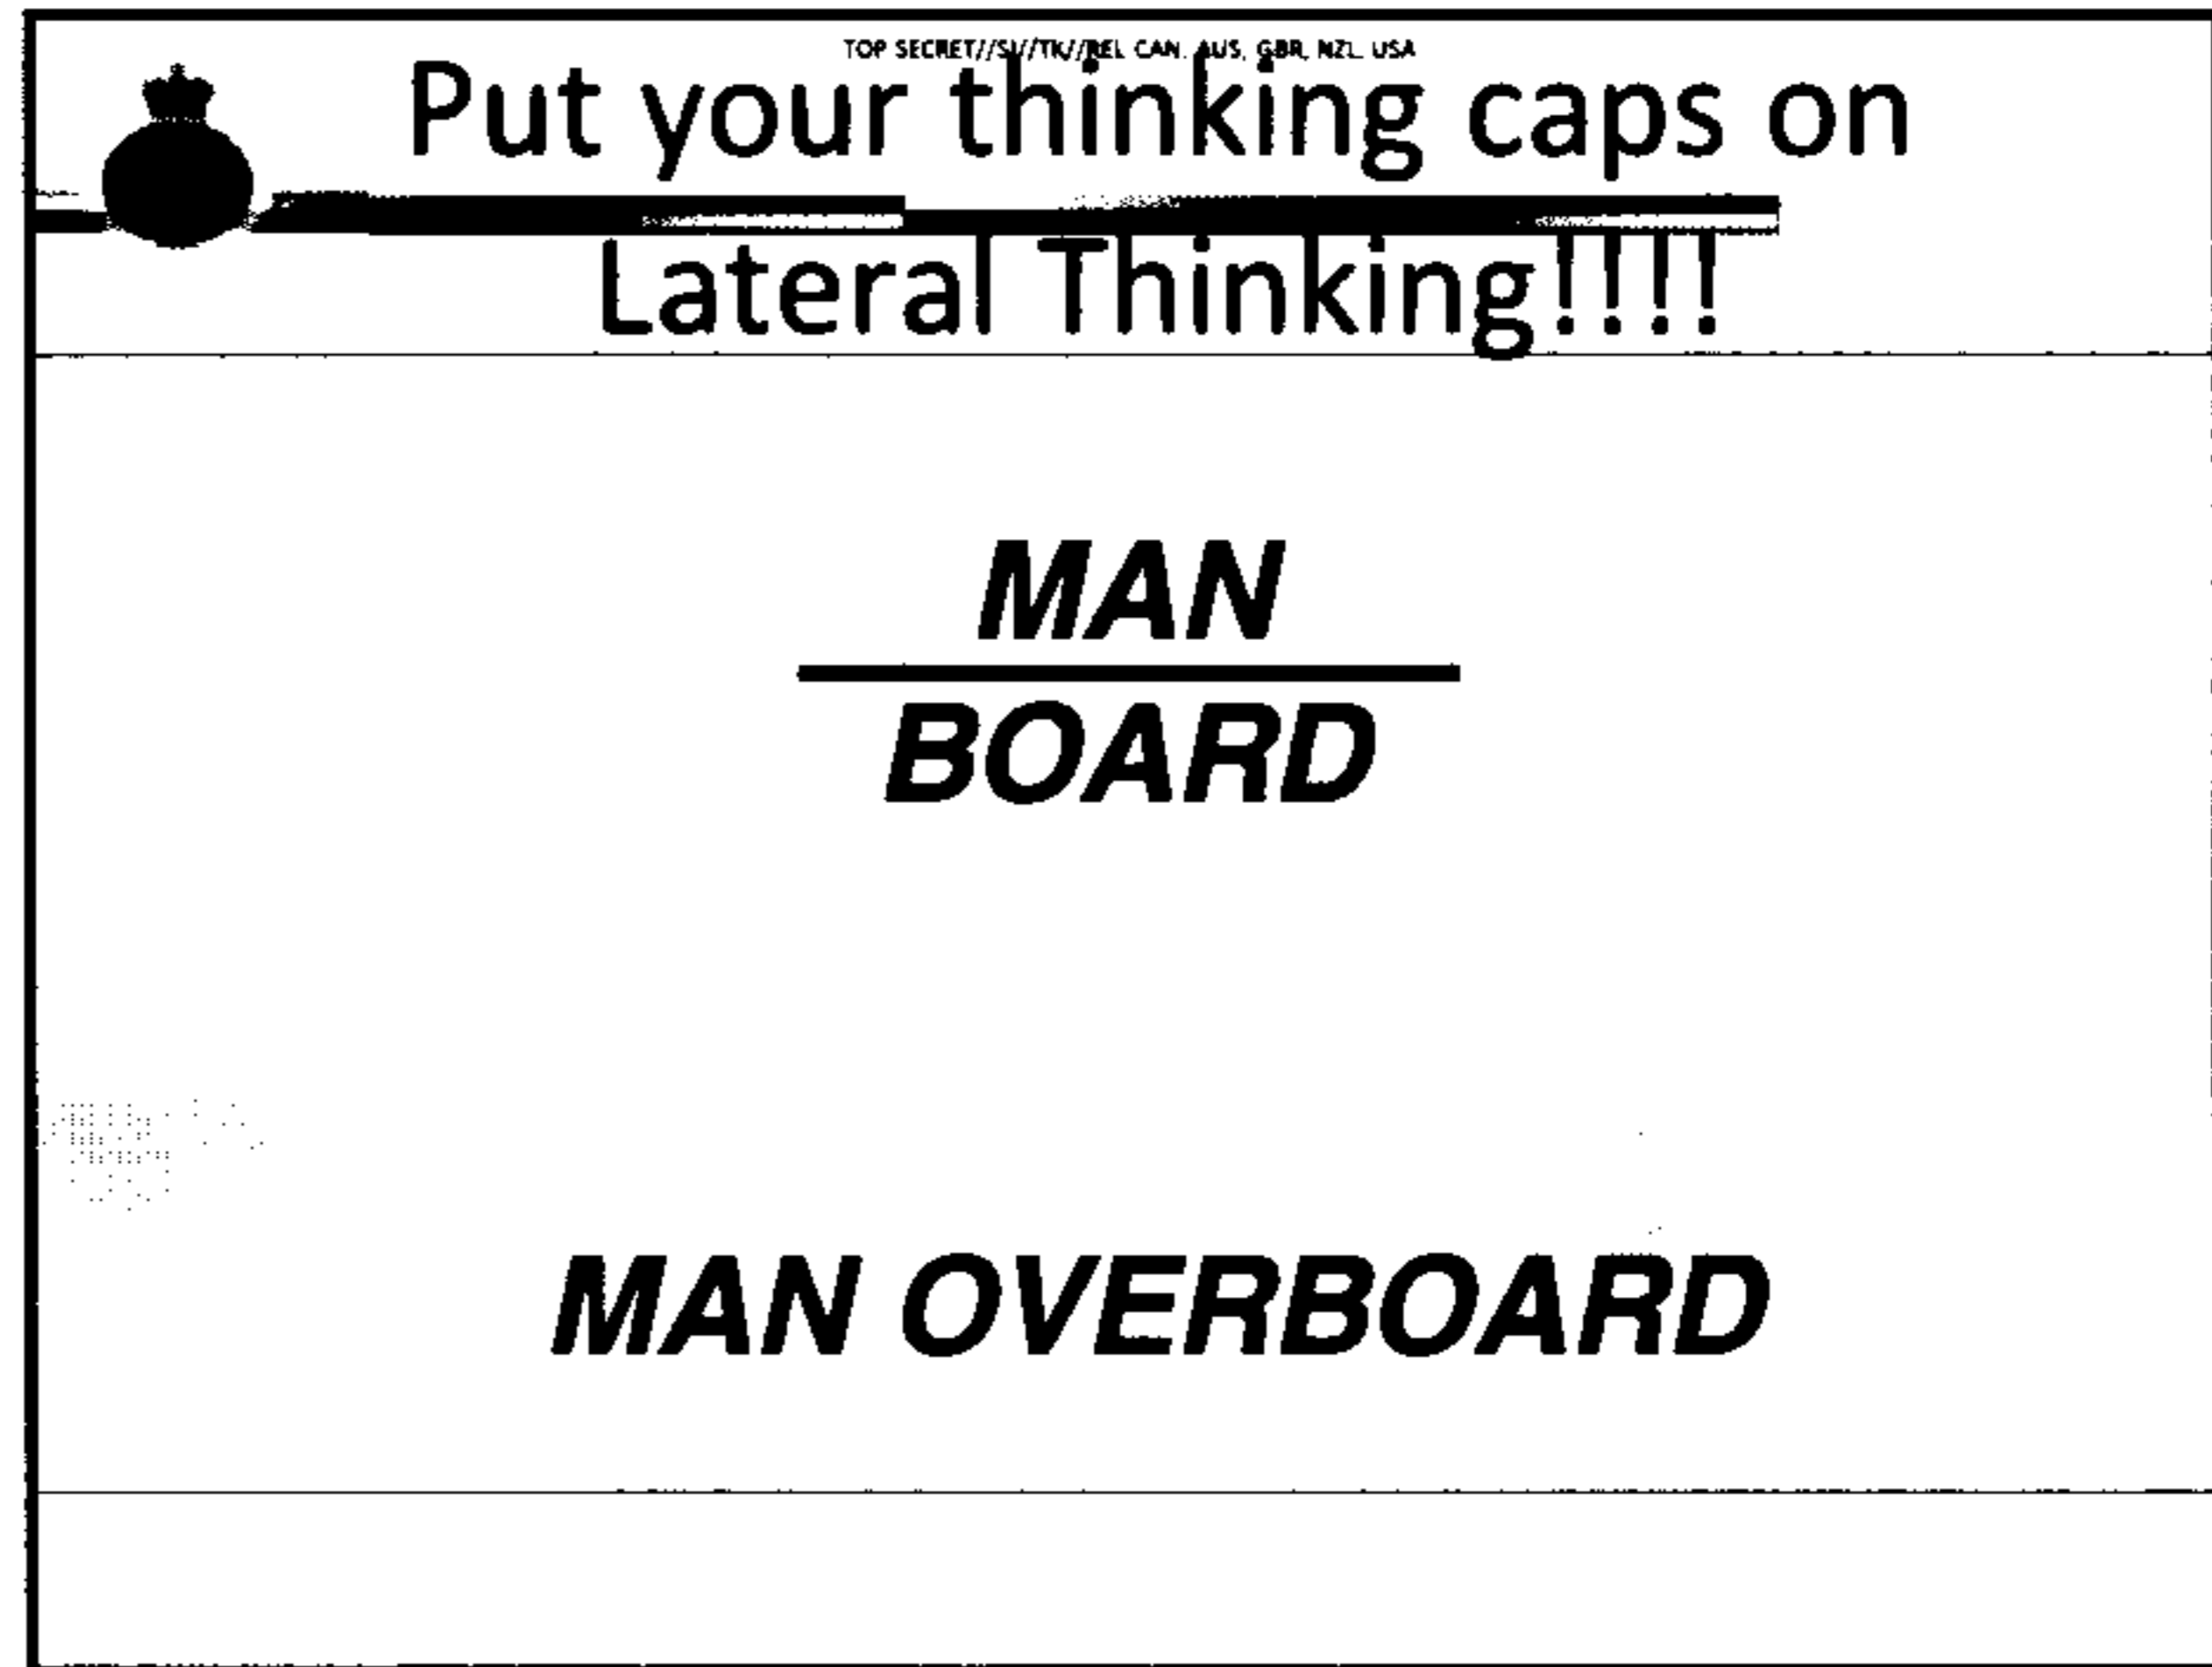 TOP SECRET//SI//TK//REL CAN, AUS, GBR, NZL, USA
Put your thinking caps on
Lateral Thinking!!!!
MAN
BOARD
MAN OVERBOARD